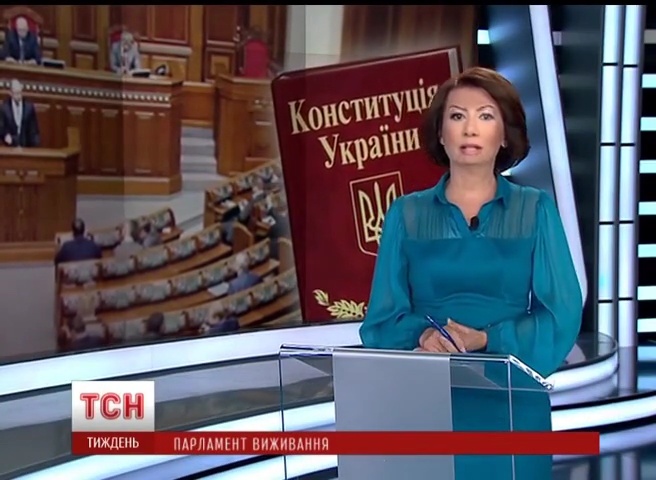 Конституція
України
ТСН
ТИЖДЕНЬ
ПАРЛАМЕНТ ВИЖИВАННЯ